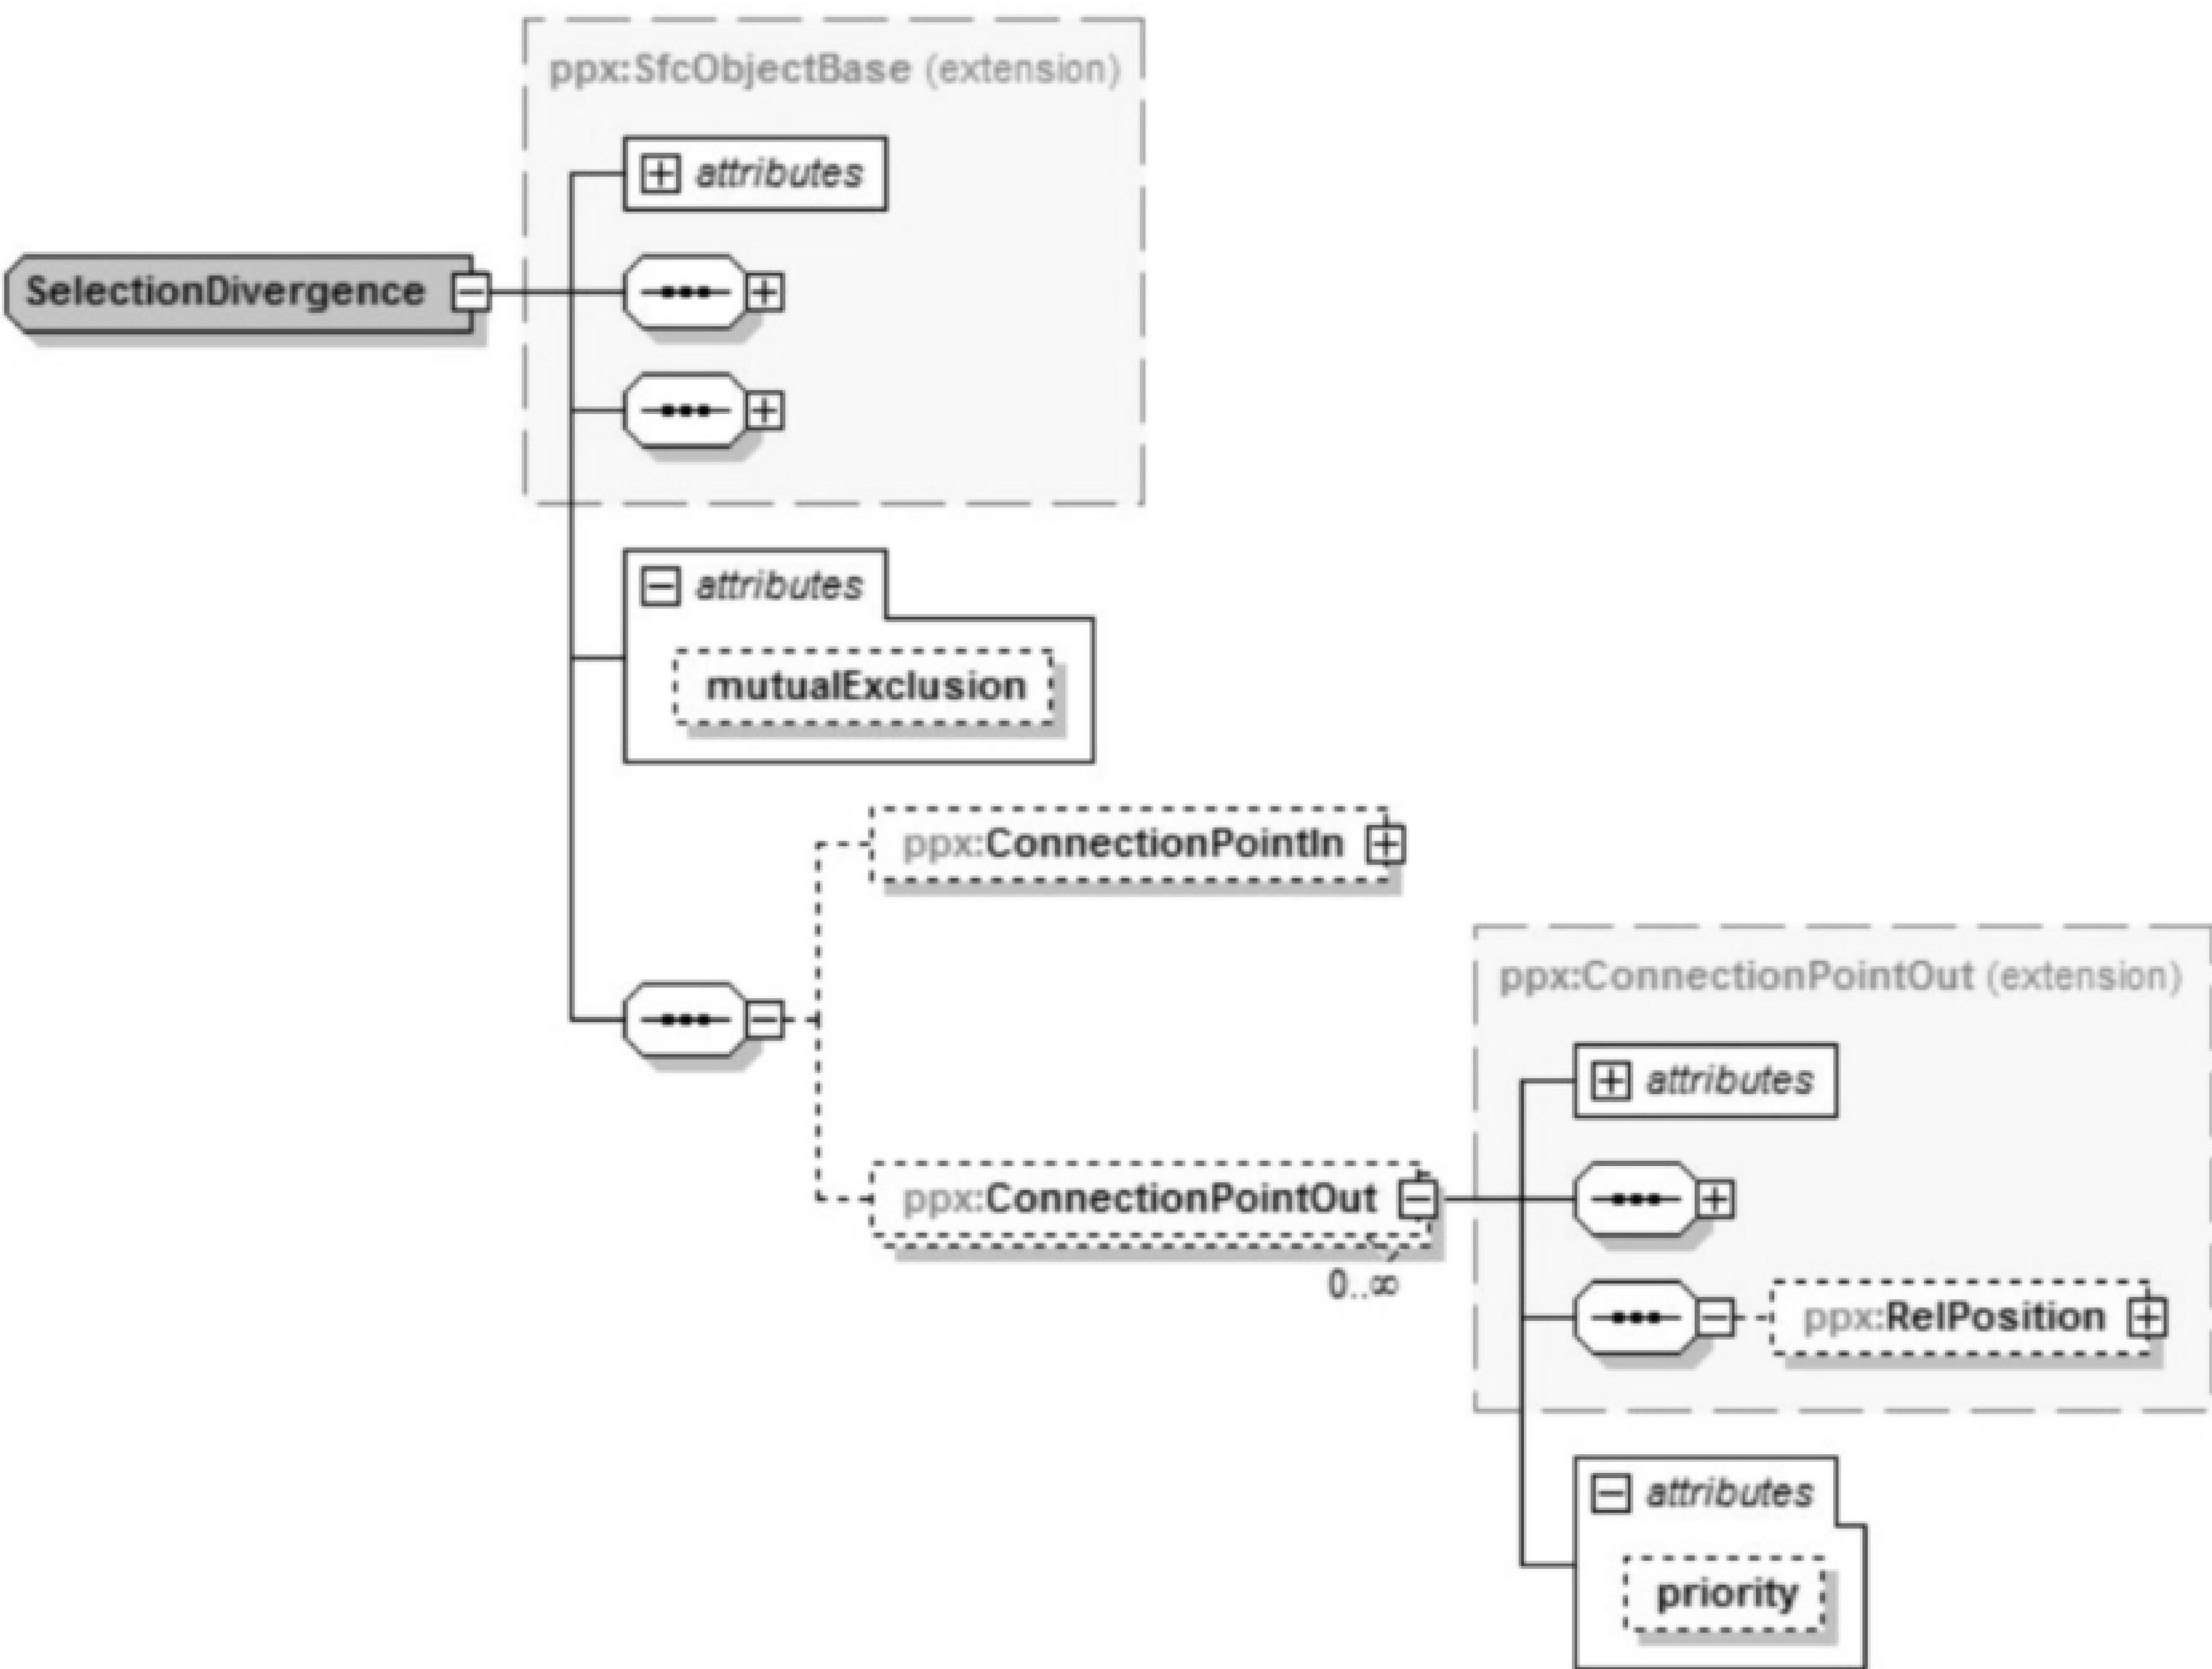 ppx:SfcObjectBase (extension)
attributes
SelectionDivergence
attributes
mutualExclusion
ppx:ConnectionPointIn
ppx:ConnectionPointOut (extension)
attributes
ppx:ConnectionPointOut
0..∞
ppx:RelPosition
attributes
priority